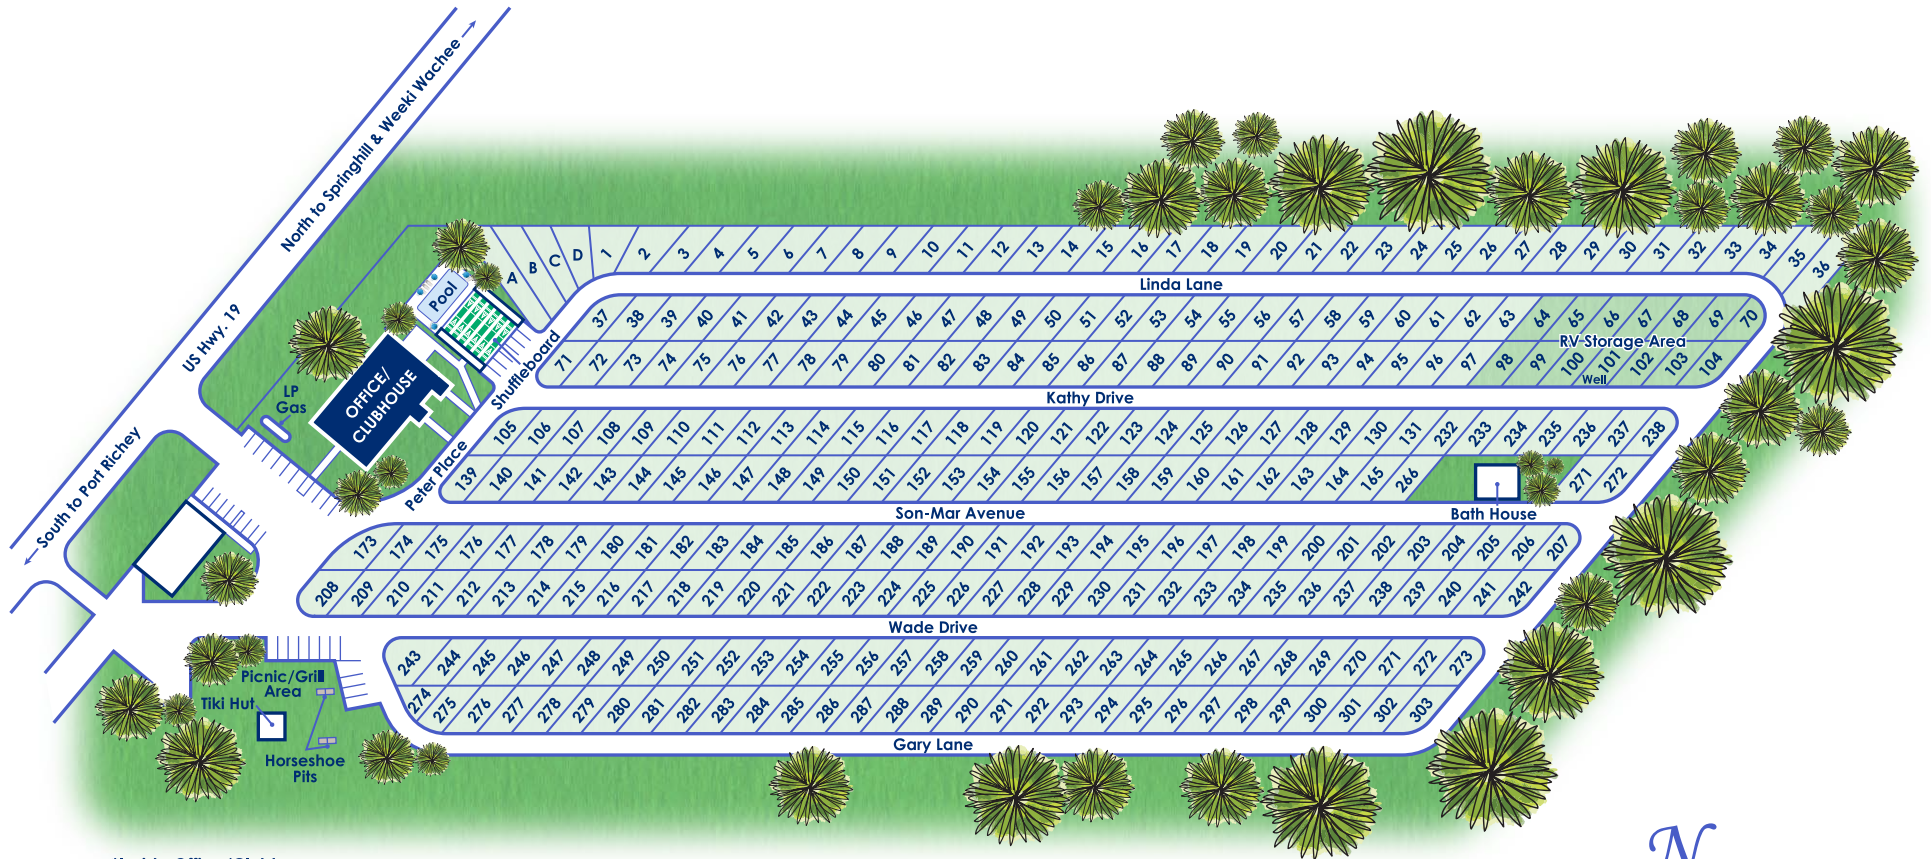 North to Springhill & Weeki Wachee →
US Hwy. 19
← South to Port Richey
Pool
A B C D 1 2 3 4 5 6 7 8 9 10 11 12 13 14 15 16 17 18 19 20 21 22 23 24 25 26 27 28 29 30 31 32 33 34 35 36
Linda Lane
37 38 39 40 41 42 43 44 45 46 47 48 49 50 51 52 53 54 55 56 57 58 59 60 61 62 63 64 65 66 67 68 69 70
RV Storage Area
71 72 73 74 75 76 77 78 79 80 81 82 83 84 85 86 87 88 89 90 91 92 93 94 95 96 97 98 99 100 101 102 103 104
Well
Shuffleboard
OFFICE/
CLUBHOUSE
LP
Gas
Kathy Drive
Peter Place
105 106 107 108 109 110 111 112 113 114 115 116 117 118 119 120 121 122 123 124 125 126 127 128 129 130 131 232 233 234 235 236 237 238
139 140 141 142 143 144 145 146 147 148 149 150 151 152 153 154 155 156 157 158 159 160 161 162 163 164 165 266 271 272
Son-Mar Avenue
Bath House
173 174 175 176 177 178 179 180 181 182 183 184 185 186 187 188 189 190 191 192 193 194 195 196 197 198 199 200 201 202 203 204 205 206 207
208 209 210 211 212 213 214 215 216 217 218 219 220 221 222 223 224 225 226 227 228 229 230 231 232 233 234 235 236 237 238 239 240 241 242
Wade Drive
243 244 245 246 247 248 249 250 251 252 253 254 255 256 257 258 259 260 261 262 263 264 265 266 267 268 269 270 271 272 273
274 275 276 277 278 279 280 281 282 283 284 285 286 287 288 289 290 291 292 293 294 295 296 297 298 299 300 301 302 303
Gary Lane
Picnic/Grill
Area
Tiki Hut
Horseshoe
Pits
N